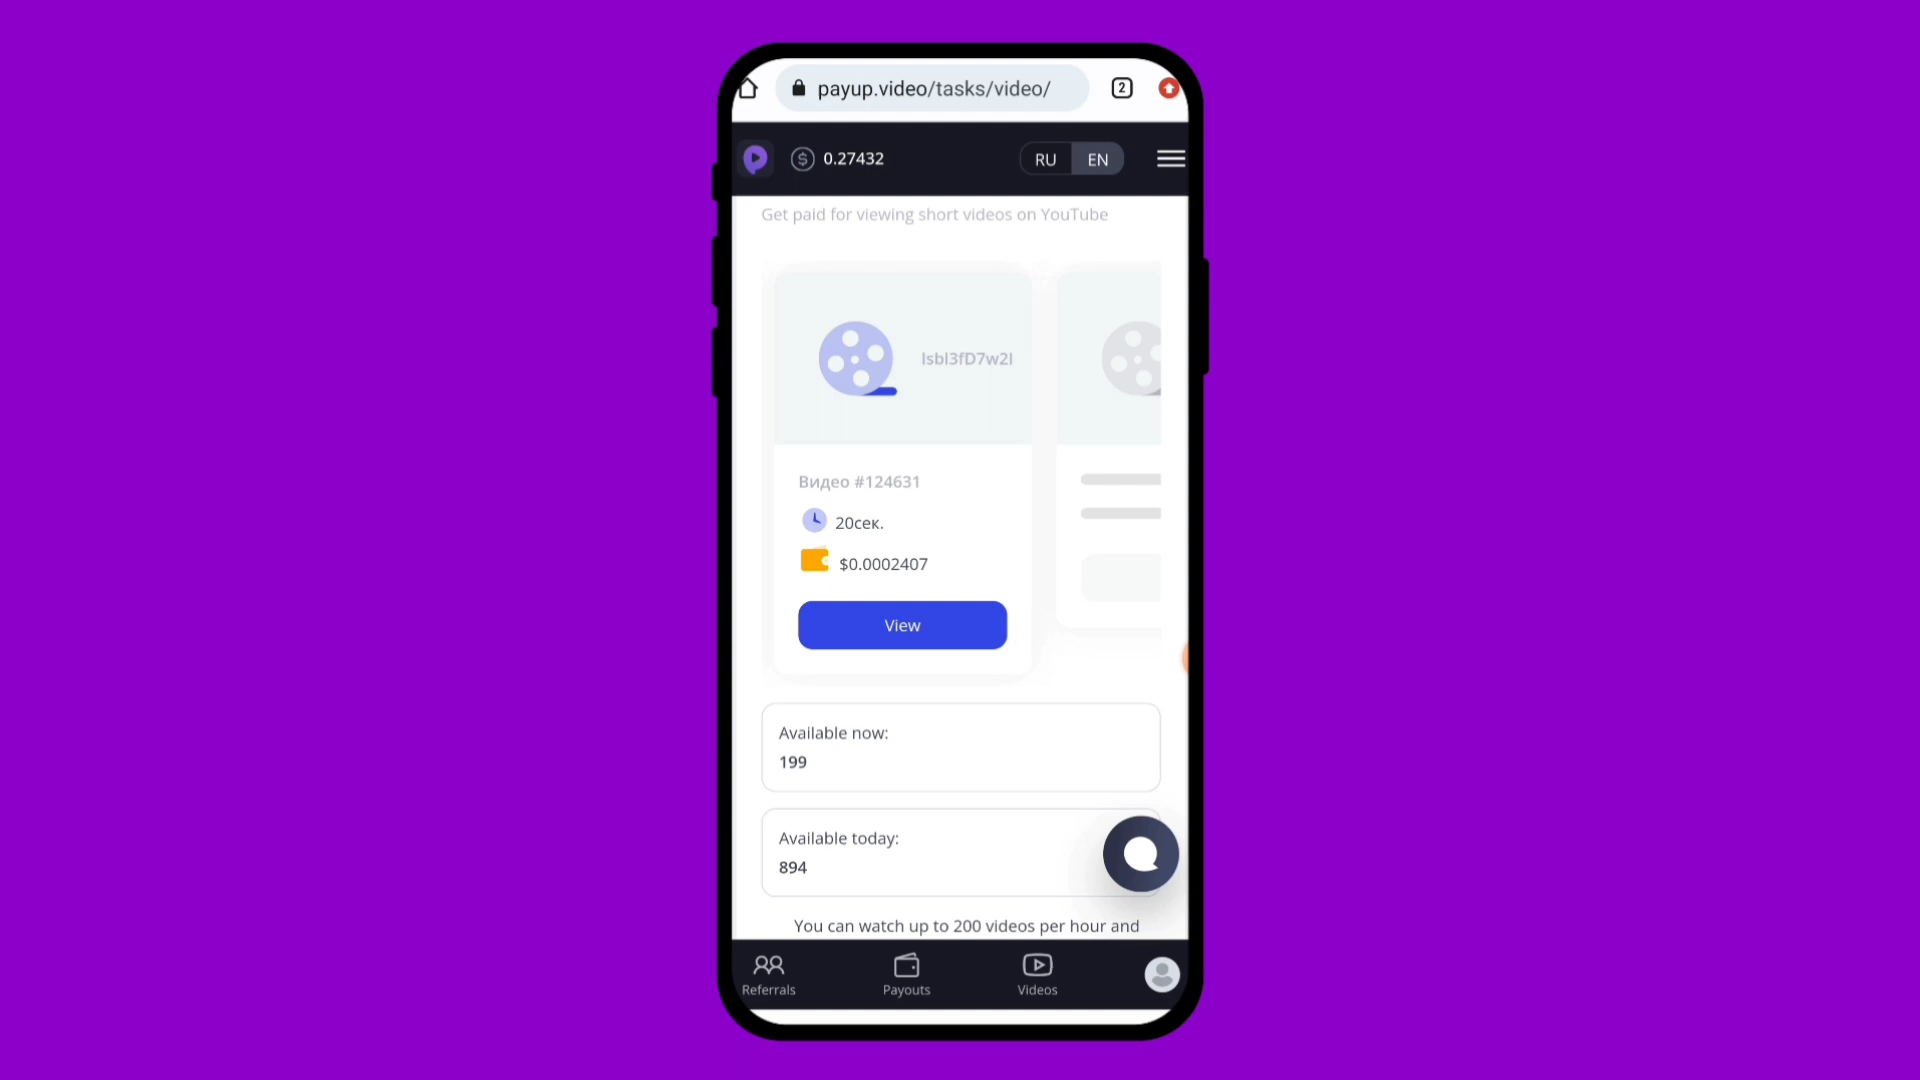 payup.video/tasks/video/
2
$ 0.27432
RU EN
Get paid for viewing short videos on YouTube
Видео #124631
20сек.
$0.0002407
View
Available now:
199
Available today:
894
You can watch up to 200 videos per hour and
Referrals Payouts Videos